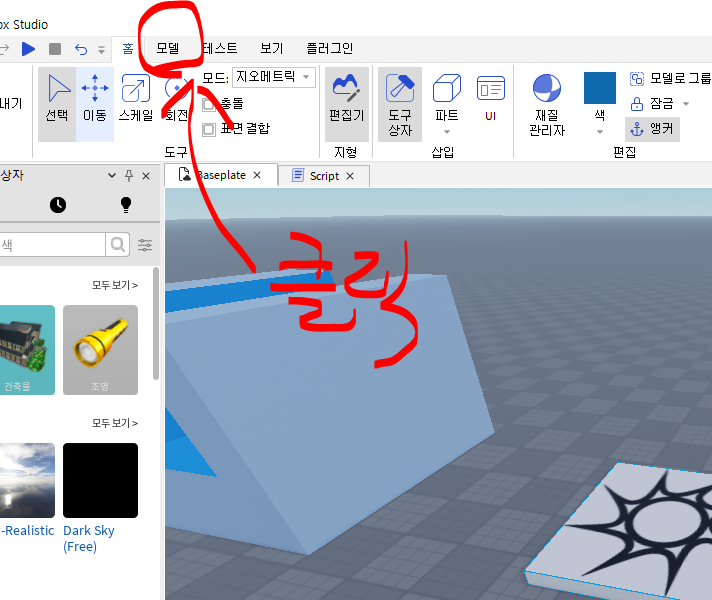 ox Studio
홈 모델 테스트 보기 플러그인
내기
선택 이동 스케일 회전
모드: 지오메트릭
충돌
표면 결합
도구
편집기
지형
도구 상자
파트
UI
삽입
재질 관리자
색
모델로 그룹
잠금
앵커
편집
상자
Baseplate
Script
색
모두 보기 >
건축물 조명
모두 보기 >
-Realistic
Dark Sky
(Free)
클릭